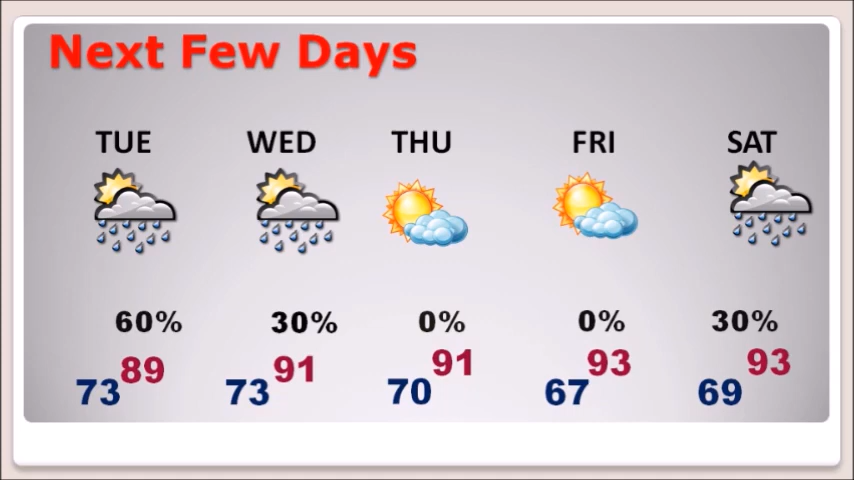 Next Few Days
TUE WED THU FRI SAT
60% 30% 0% 0% 30%
89 91 91 93 93
73 73 70 67 69